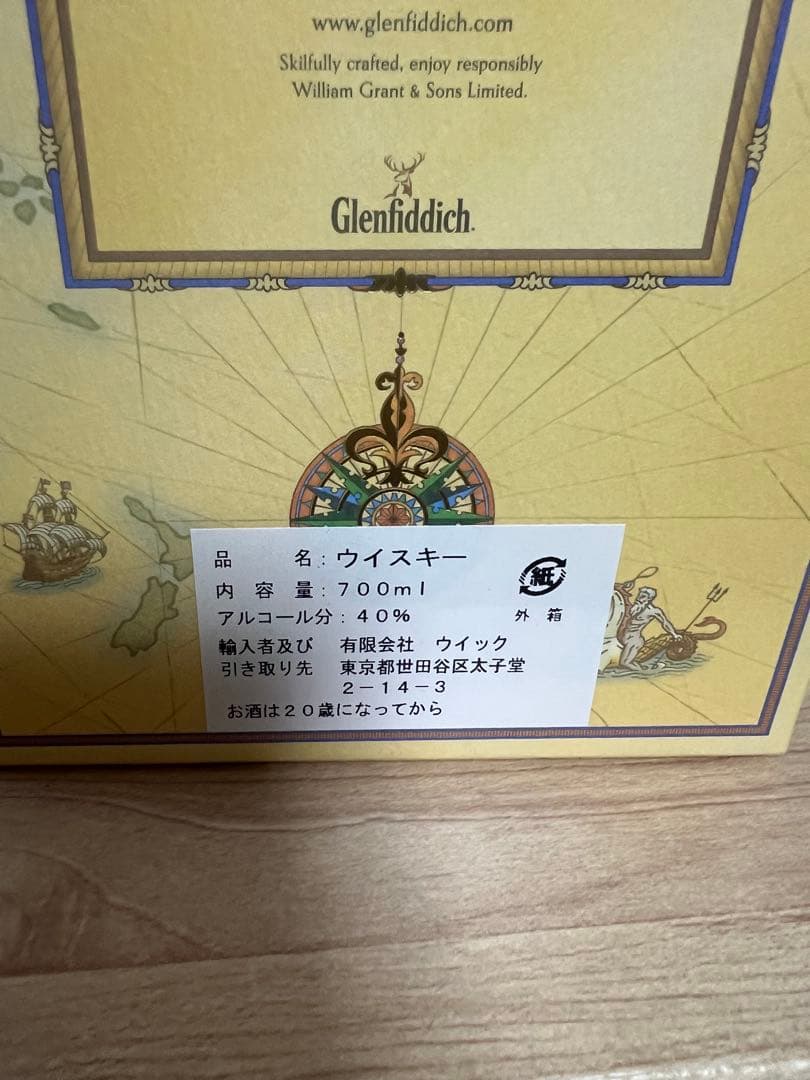 www.glenfiddich.com
Skilfully crafted, enjoy responsibly
William Grant & Sons Limited.
Glenfiddich.
品名：ウイスキー
内容量：７００ｍｌ
アルコール分：４０％
紙
外箱
輸入者及び 有限会社 ウイック
引き取り先 東京都世田谷区太子堂
２－１４－３
お酒は２０歳になってから